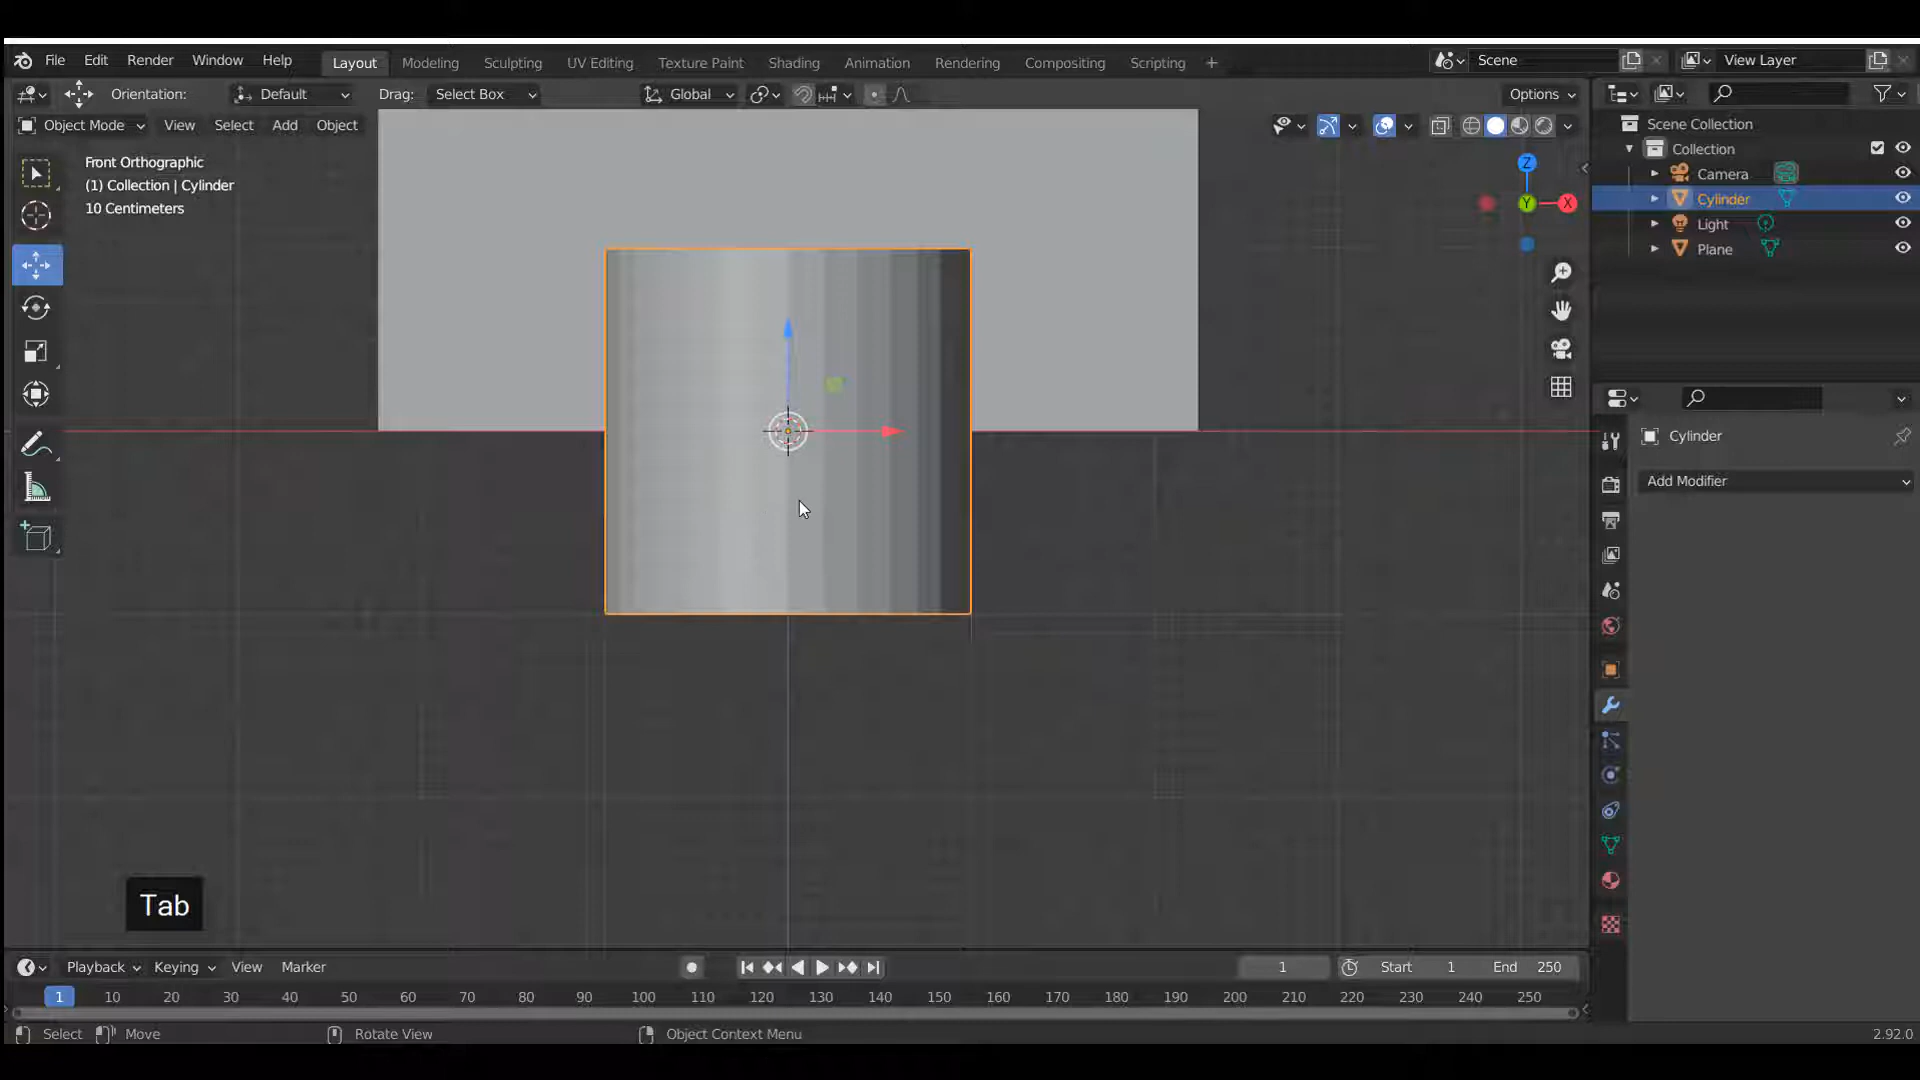 File Edit Render Window Help Layout Modeling Sculpting UV Editing Texture Paint Shading Animation Rendering Compositing Scripting + Scene View Layer
Orientation: Default Drag: Select Box Global Options
Object Mode View Select Add Object
Front Orthographic
(1) Collection | Cylinder
10 Centimeters
Z
Y
X
Scene Collection
Collection
Camera
Cylinder
Light
Plane
Cylinder
Add Modifier
Tab
Playback Keying View Marker 1 Start 1 End 250
1 10 20 30 40 50 60 70 80 90 100 110 120 130 140 150 160 170 180 190 200 210 220 230 240 250
Select Move Rotate View Object Context Menu 2.92.0